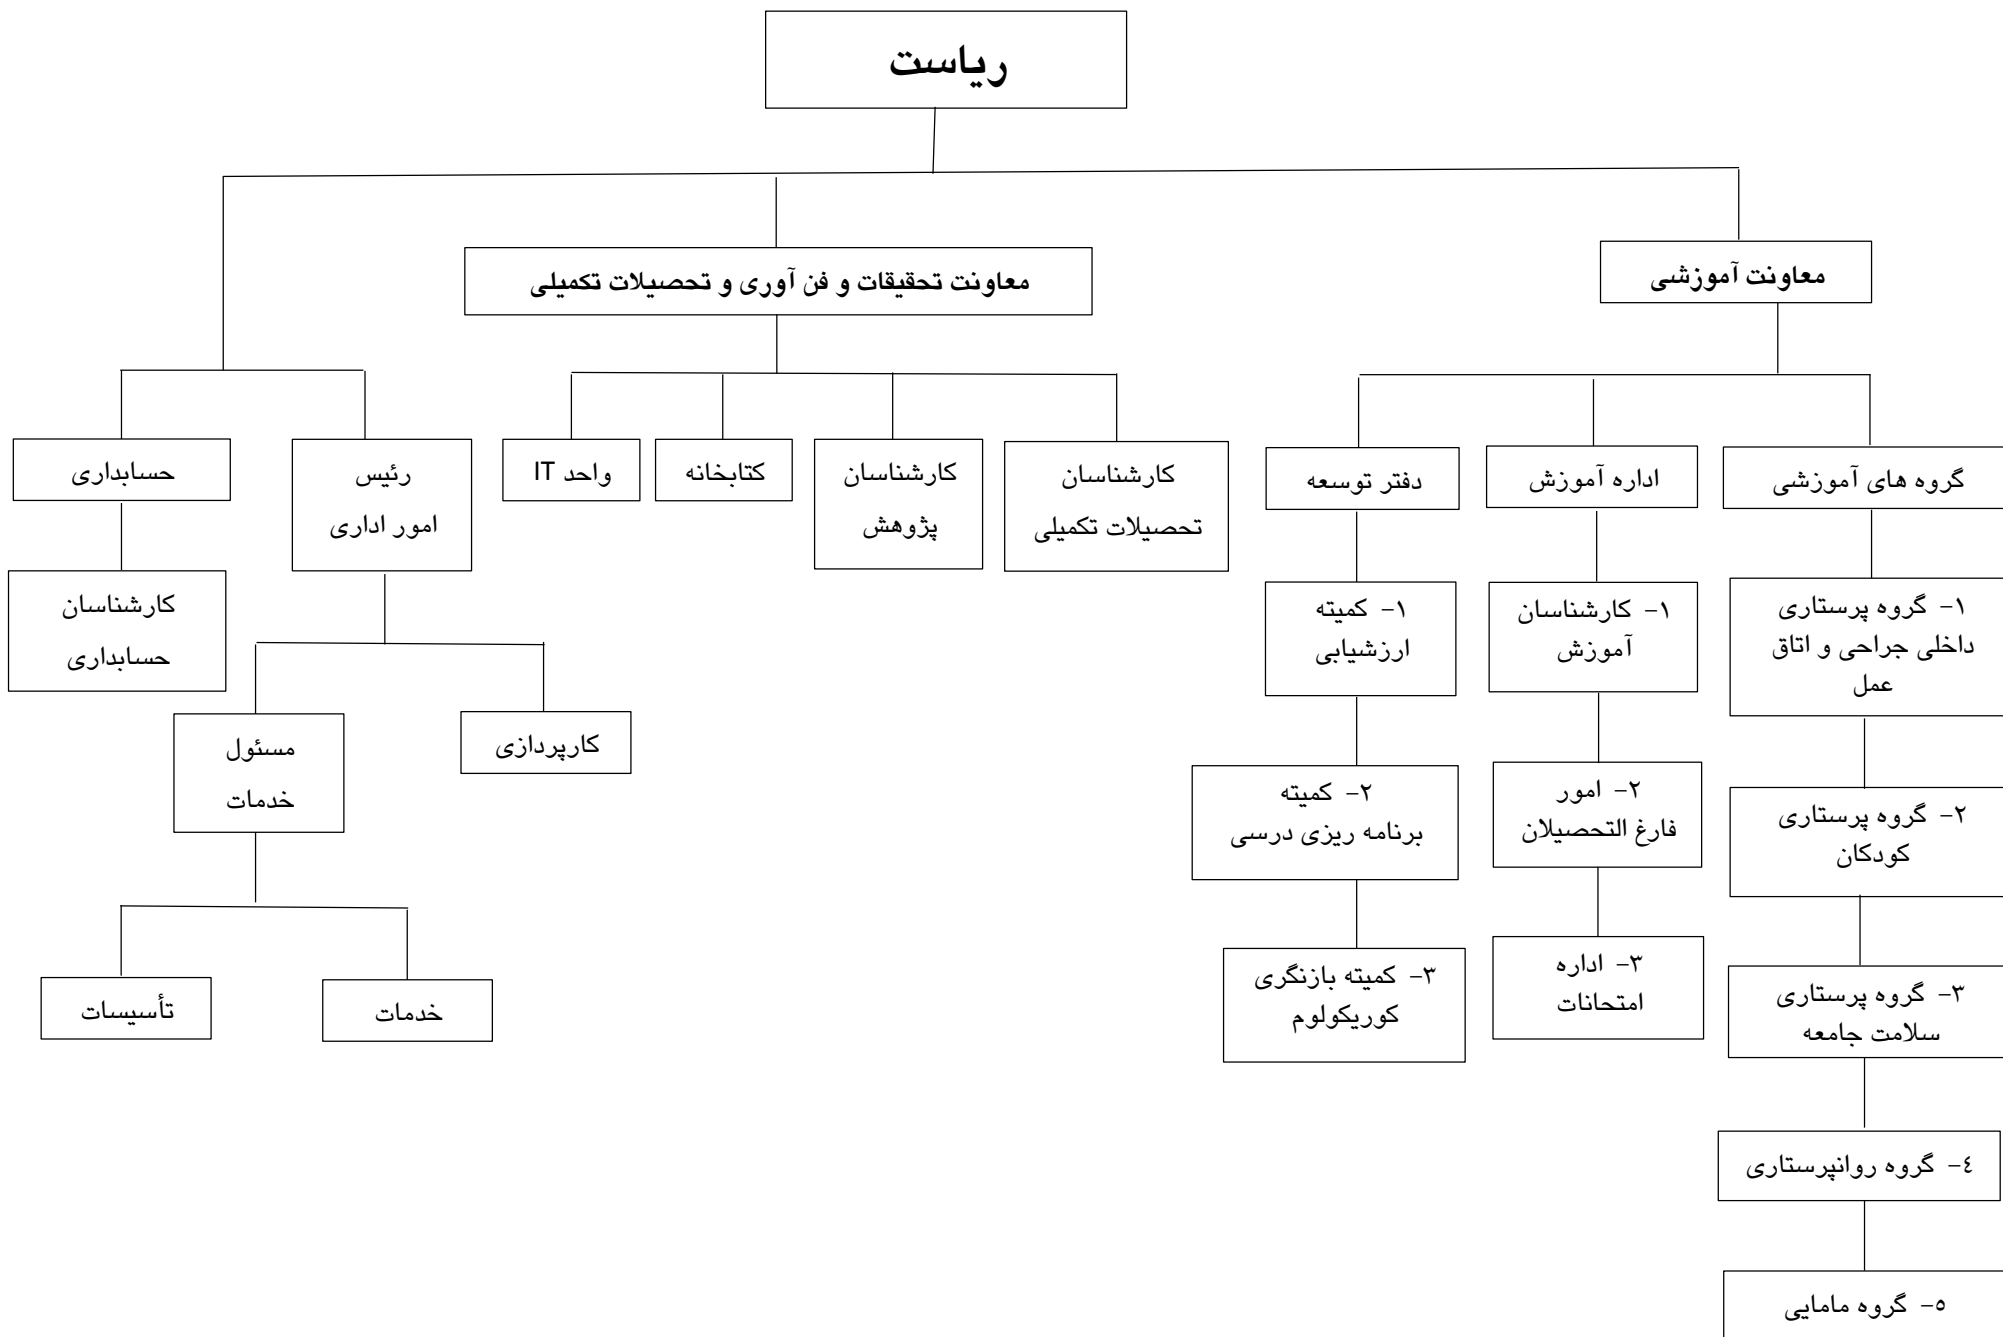 ریاست
معاونت آموزشی
معاونت تحقیقات و فن آوری و تحصیلات تکمیلی
گروه های آموزشی
اداره آموزش
دفتر توسعه
کارشناسان
تحصیلات تکمیلی
کارشناسان
پژوهش
کتابخانه
واحد IT
رئیس
امور اداری
حسابداری
۱- گروه پرستاری
داخلی جراحی و اتاق
عمل
۱- کارشناسان
آموزش
۱- کمیته
ارزشیابی
کارشناسان
حسابداری
۲- گروه پرستاری
کودکان
۲- امور
فارغ التحصیلان
۲- کمیته
برنامه ریزی درسی
کارپردازی
مسئول
خدمات
۳- گروه پرستاری
سلامت جامعه
۳- اداره
امتحانات
۳- کمیته بازنگری
کوریکولوم
خدمات
تأسیسات
٤- گروه روانپرستاری
٥- گروه مامایی